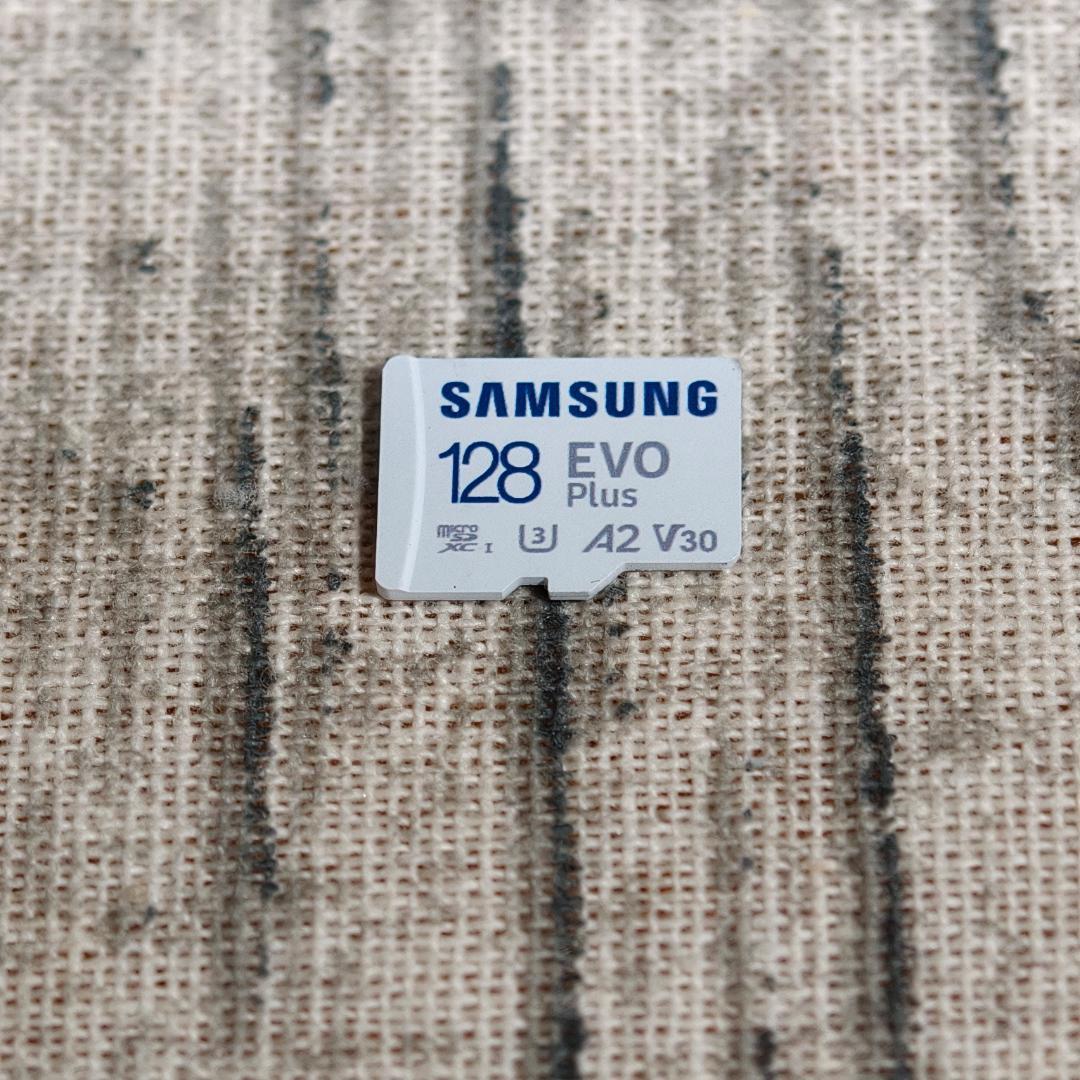 SAMSUNG
128 EVO
Plus
micro SD XC I U3 A2 V30